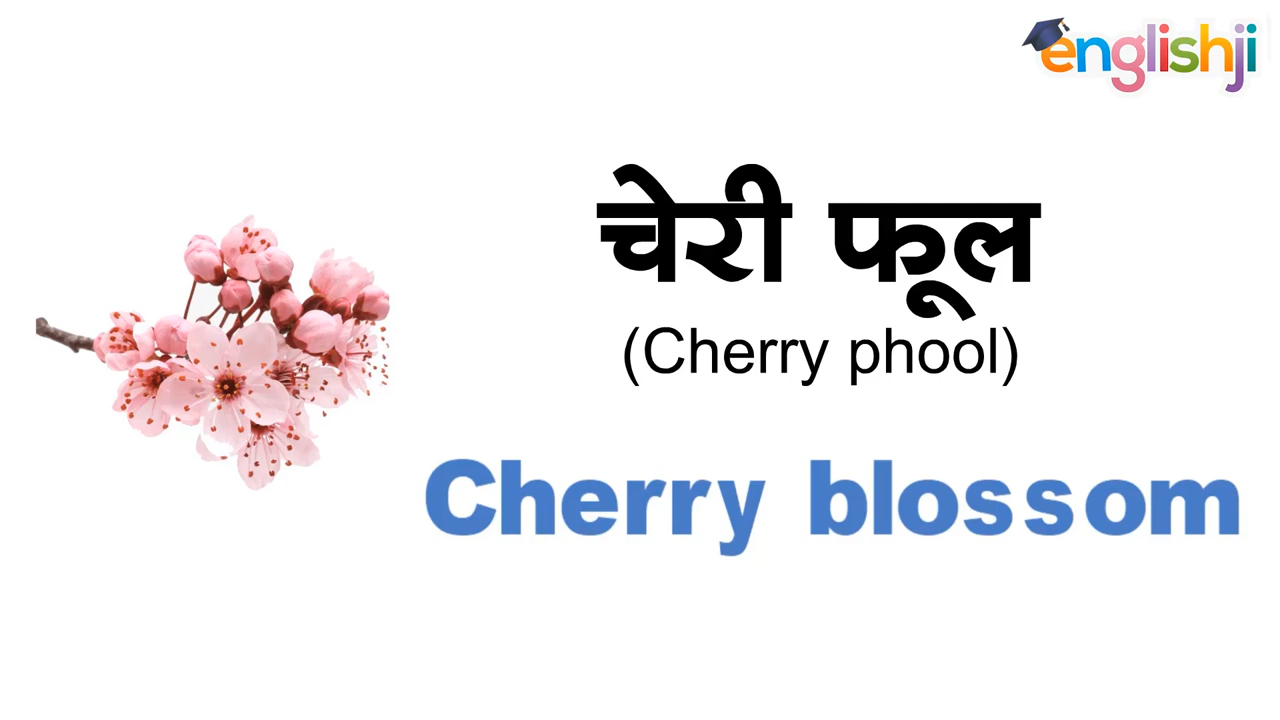 englishji
चेरी फूल
(Cherry phool)
Cherry blossom